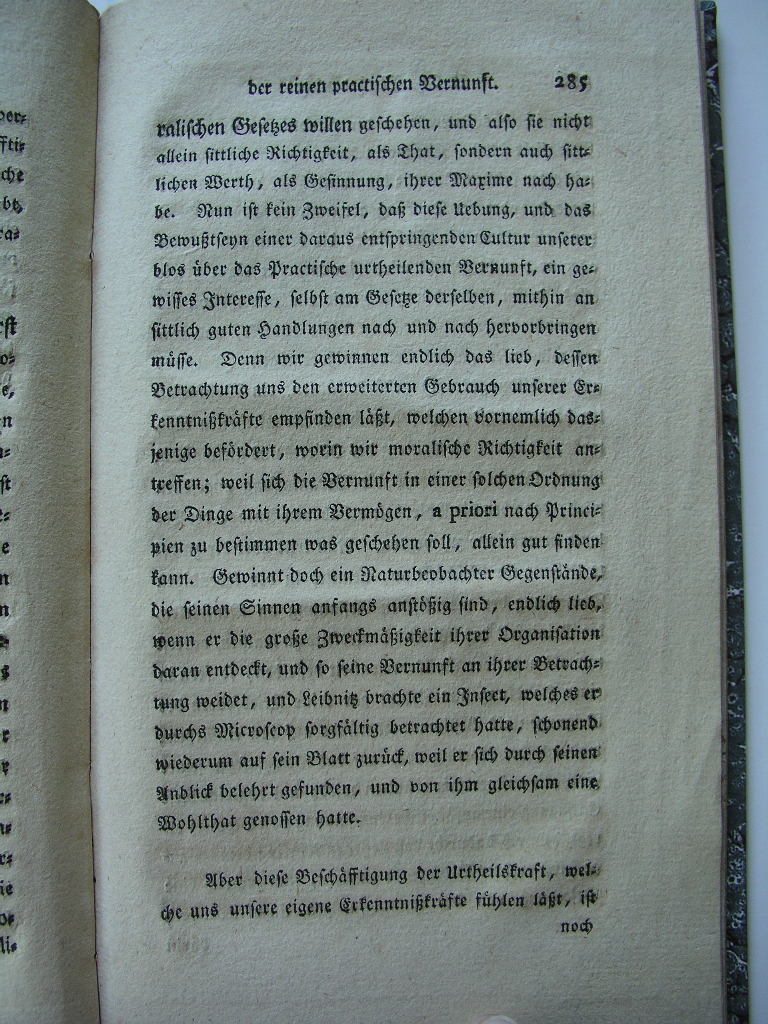 der reinen practischen Vernunft. 285
ralischen Gesetzes willen geschehen, und also sie nicht
allein sittliche Richtigkeit, als That, sondern auch sitt-
lichen Werth, als Gesinnung, ihrer Maxime nach ha-
be. Nun ist kein Zweifel, daß diese Uebung, und das
Bewußtseyn einer daraus entspringenden Cultur unserer
blos über das Practische urtheilenden Vernunft, ein ge-
wisses Interesse, selbst am Gesetze derselben, mithin an
sittlich guten Handlungen nach und nach hervorbringen
müsse. Denn wir gewinnen endlich das lieb, dessen
Betrachtung uns den erweiterten Gebrauch unserer Er-
kenntnißkräfte empfinden läßt, welchen vornemlich das-
jenige befördert, worin wir moralische Richtigkeit an-
treffen; weil sich die Vernunft in einer solchen Ordnung
der Dinge mit ihrem Vermögen, a priori nach Princi-
pien zu bestimmen was geschehen soll, allein gut finden
kann. Gewinnt doch ein Naturbeobachter Gegenstände,
die seinen Sinnen anfangs anstößig sind, endlich lieb,
wenn er die große Zweckmäßigkeit ihrer Organisation
daran entdeckt, und so seine Vernunft an ihrer Betrach-
tung weidet, und Leibnitz brachte ein Insect, welches er
durchs Microscop sorgfältig betrachtet hatte, schonend
wiederum auf sein Blatt zurück, weil er sich durch seinen
Anblick belehrt gefunden, und von ihm gleichsam eine
Wohlthat genossen hatte.
Aber diese Beschäfftigung der Urtheilskraft, wel-
che uns unsere eigene Erkenntnißkräfte fühlen läßt, ist
noch